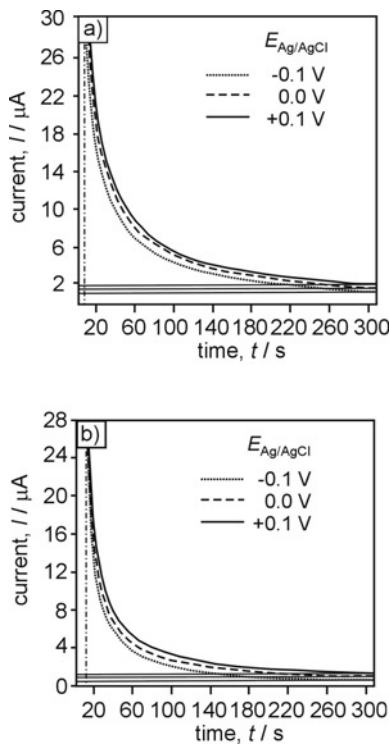 30
a)
E Ag/AgCl
-0.1 V
0.0 V
+0.1 V
26
22
18
14
10
6
2
current, I / µA
20 60 100 140 180 220 260 300
time, t / s
28
b)
E Ag/AgCl
-0.1 V
0.0 V
+0.1 V
24
20
16
12
8
4
0
current, I / µA
20 60 100 140 180 220 260 300
time, t / s